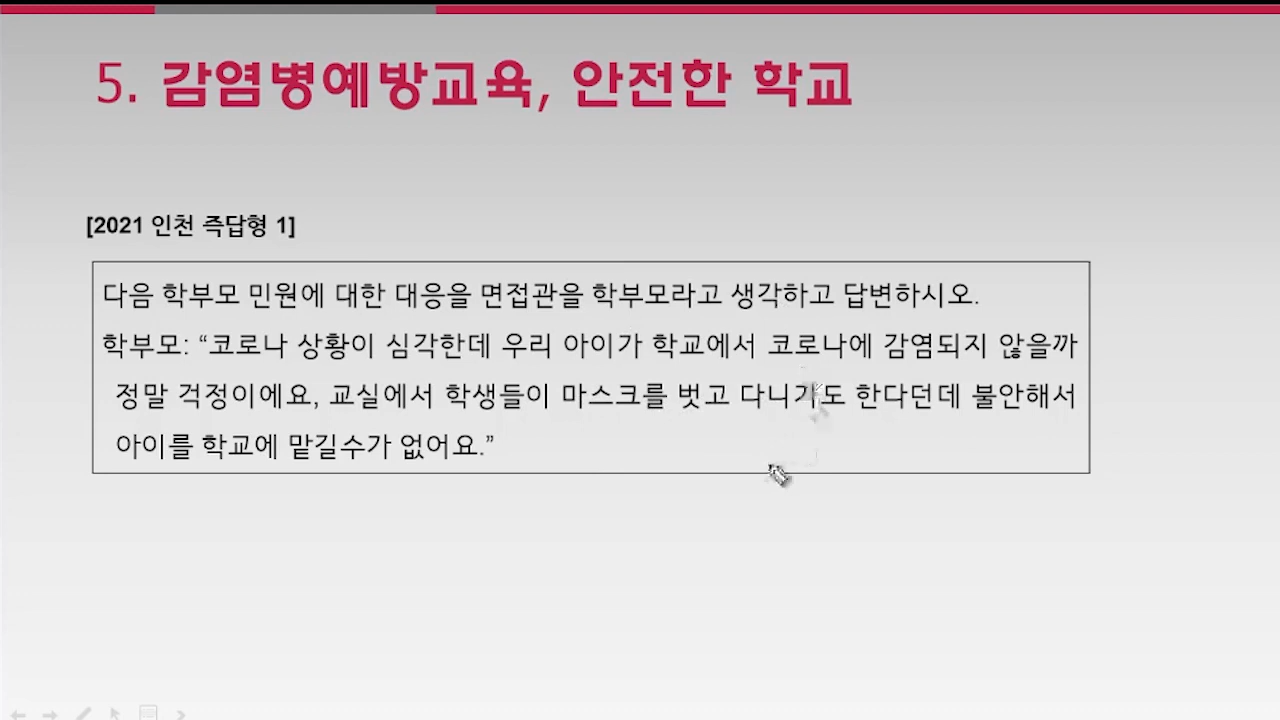 5. 감염병예방교육, 안전한 학교
[2021 인천 즉답형 1]
다음 학부모 민원에 대한 대응을 면접관을 학부모라고 생각하고 답변하시오.
학부모: “코로나 상황이 심각한데 우리 아이가 학교에서 코로나에 감염되지 않을까
정말 걱정이에요, 교실에서 학생들이 마스크를 벗고 다니기도 한다던데 불안해서
아이를 학교에 맡길수가 없어요.”